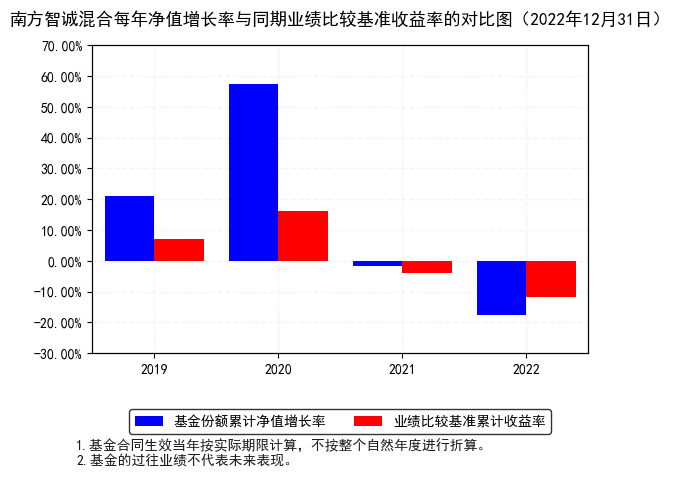 南方智诚混合每年净值增长率与同期业绩比较基准收益率的对比图（2022年12月31日）
70.00%
60.00%
50.00%
40.00%
30.00%
20.00%
10.00%
0.00%
-10.00%
-20.00%
-30.00%
2019 2020 2021 2022
基金份额累计净值增长率 业绩比较基准累计收益率
1.基金合同生效当年按实际期限计算，不按整个自然年度进行折算。
2.基金的过往业绩不代表未来表现。